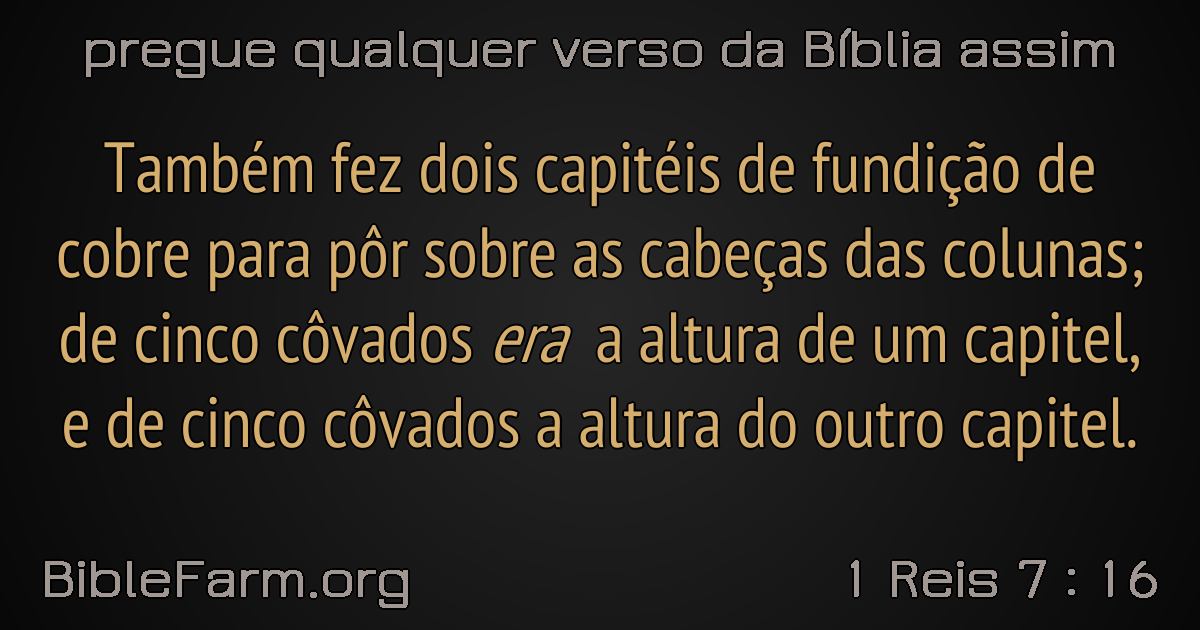 pregue qualquer verso da Bíblia assim
Também fez dois capitéis de fundição de
cobre para pôr sobre as cabeças das colunas;
de cinco côvados era a altura de um capitel,
e de cinco côvados a altura do outro capitel.
BibleFarm.org
1 Reis 7 : 16